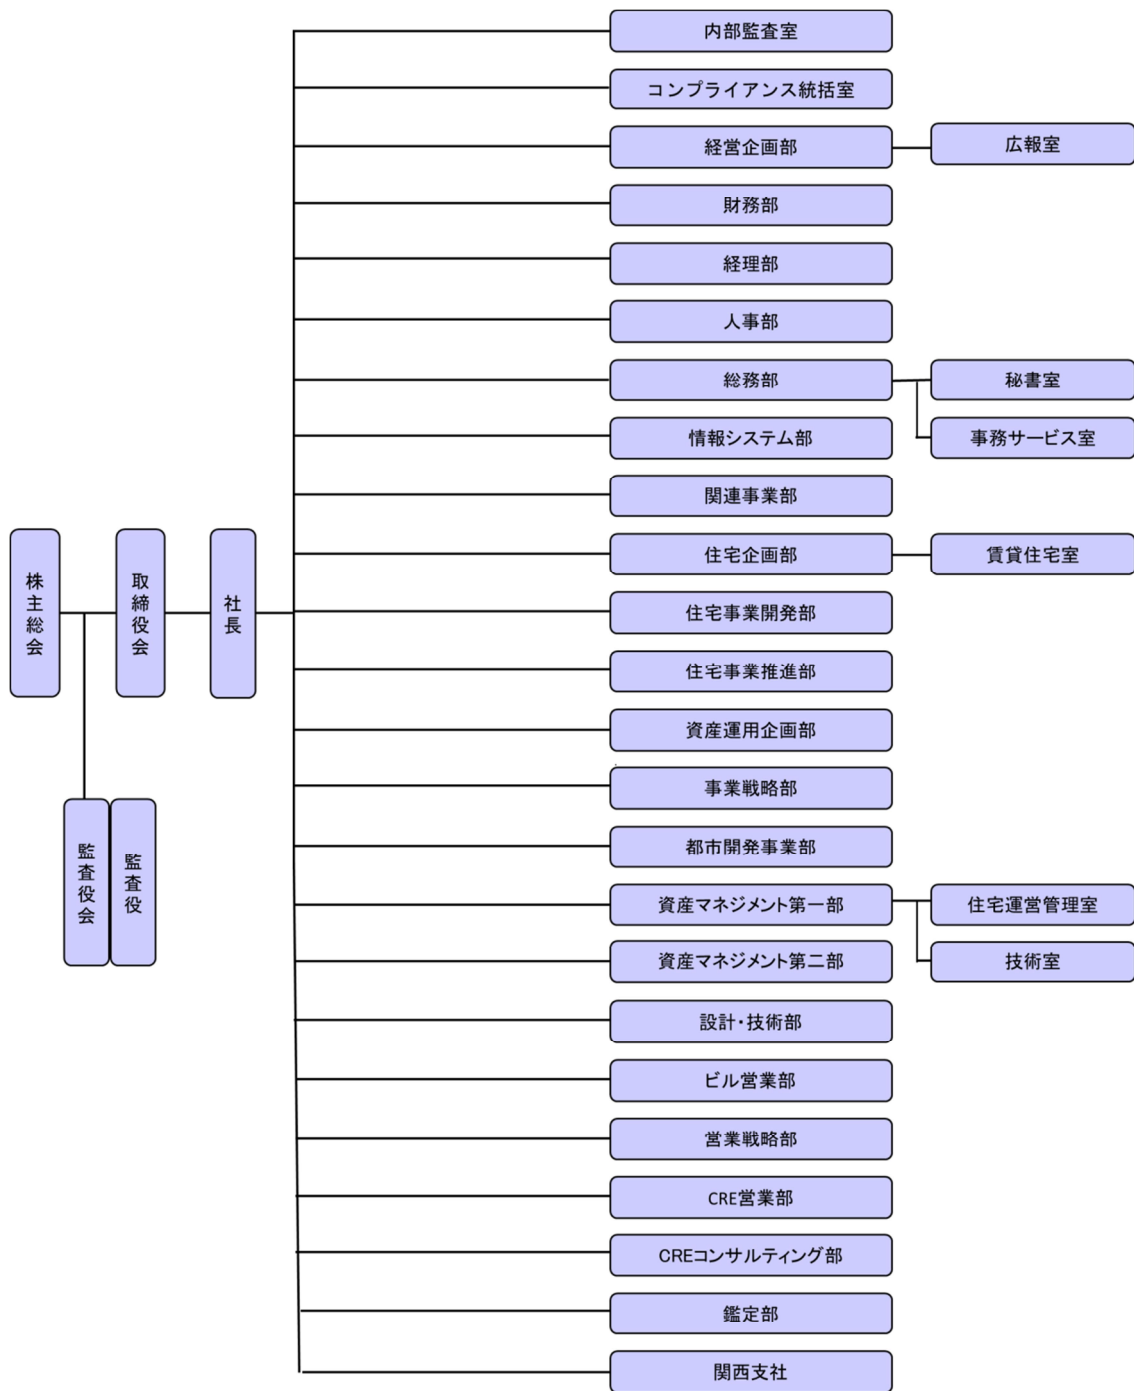 内部監査室
コンプライアンス統括室
経営企画部
広報室
財務部
経理部
人事部
総務部
秘書室
情報システム部
事務サービス室
関連事業部
住宅企画部
賃貸住宅室
株主総会
取締役会
社長
住宅事業開発部
住宅事業推進部
資産運用企画部
事業戦略部
監査役会
監査役
都市開発事業部
資産マネジメント第一部
住宅運営管理室
資産マネジメント第二部
技術室
設計・技術部
ビル営業部
営業戦略部
CRE営業部
CREコンサルティング部
鑑定部
関西支社